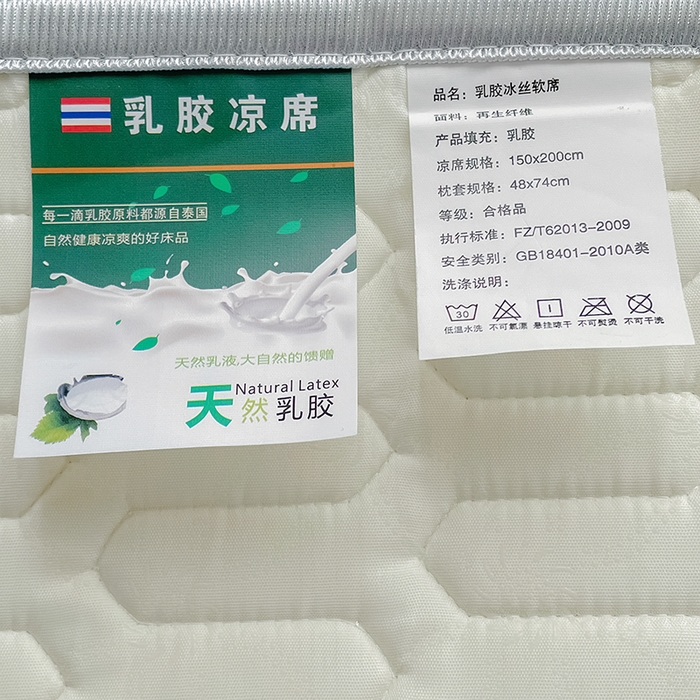 乳胶凉席
每一滴乳胶原料都源自泰国
自然健康凉爽的好床品
天然乳液,大自然的馈赠
Natural Latex
天然乳胶
品名：乳胶冰丝软席
面料：再生纤维
产品填充：乳胶
凉席规格：150x200cm
枕套规格：48x74cm
等级：合格品
执行标准：FZ/T62013-2009
安全类别：GB18401-2010A类
洗涤说明：
30
低温水洗 不可氯漂 悬挂晾干 不可熨烫 不可干洗